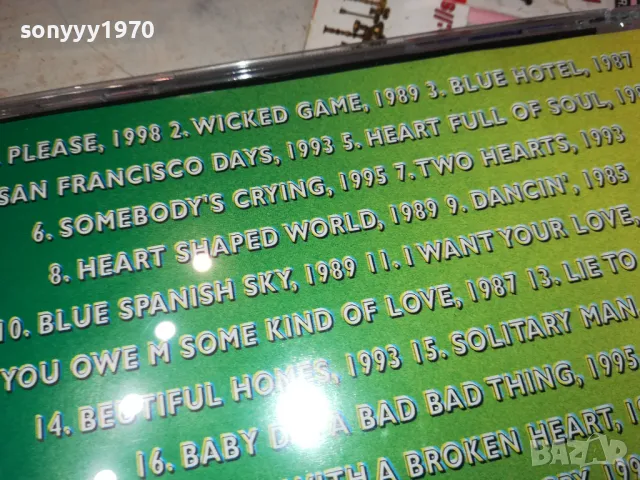 sonyyy1970
PLEASE, 1998 2. WICKED GAME, 1989 3. BLUE HOTEL, 1987
SAN FRANCISCO DAYS, 1993 5. HEART FULL OF SOUL,
6. SOMEBODY'S CRYING, 1995 7. TWO HEARTS, 1993
8. HEART SHAPED WORLD, 1989 9. DANCIN', 1985
10. BLUE SPANISH SKY, 1989 11. I WANT YOUR LOVE,
YOU OWE M SOME KIND OF LOVE, 1987 13. LIE TO
14. BEUTIFUL HOMES, 1993 15. SOLITARY MAN,
16. BABY A BAD BAD THING, 1995
WITH A BROKEN HEART,
BAZAR.bg